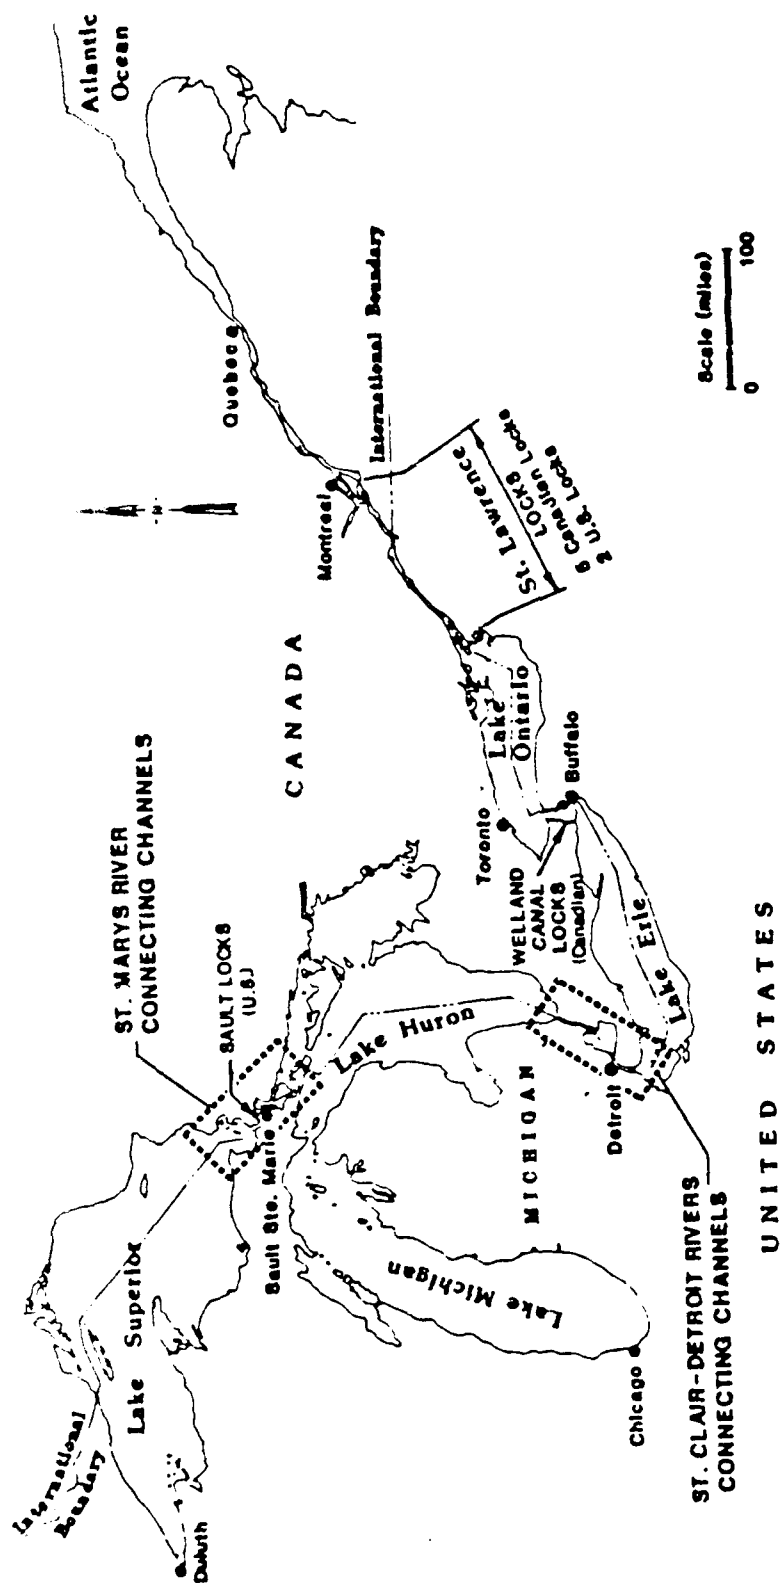 Atlantic
Ocean
Quebec
Montreal
International Boundary
St. Lawrence
LOCKS
5 Canadian Locks
2 U.S. Locks
Scale (miles)
0
100
CANADA
ST. MARYS RIVER
CONNECTING CHANNELS
SAULT LOCKS
(U.S.)
Lake
Ontario
Toronto
Buffalo
WELLAND
CANAL
LOCKS
(Canadian)
Lake Erie
Lake Huron
Sault Ste. Marie
MICHIGAN
Detroit
UNITED STATES
International
Boundary
Lake Superior
Duluth
Lake Michigan
Chicago
ST. CLAIR-DETROIT RIVERS
CONNECTING CHANNELS